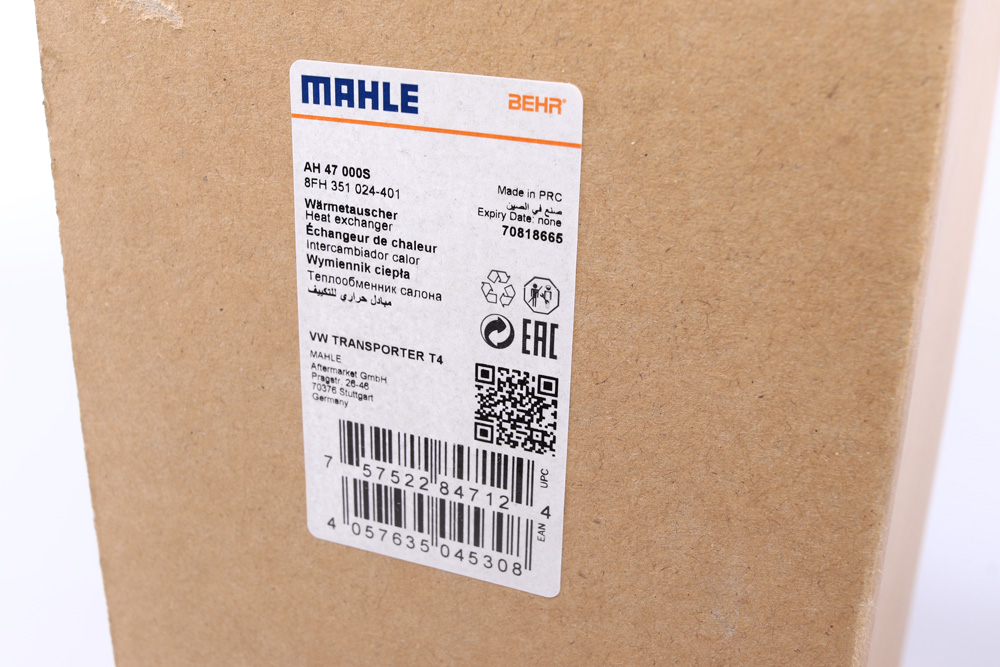 MAHLE
BEHR®
AH 47 000S
8FH 351 024-401
Wärmetauscher
Heat exchanger
Échangeur de chaleur
Intercambiador calor
Wymiennik ciepła
Теплообменник салона
مبادل حراري للتكييف
Made in PRC
صنع في الصين
Expiry Date: none
70818665
EAC
VW TRANSPORTER T4
MAHLE
Aftermarket GmbH
Pragstr. 26-46
70376 Stuttgart
Germany
7 57522 84712 4
UPC
4 057635 045308
EAN